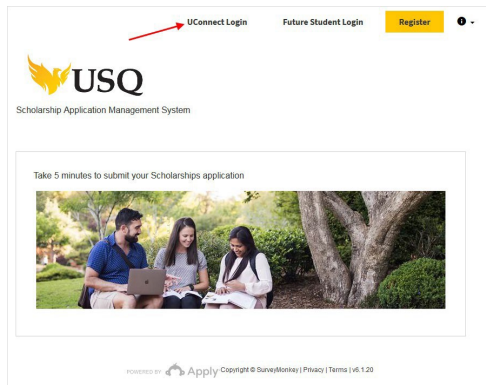 UConnect Login Future Student Login Register
USQ
Scholarship Application Management System
Take 5 minutes to submit your Scholarships application
POWERED BY Apply Copyright © SurveyMonkey | Privacy | Terms | v6.1.20